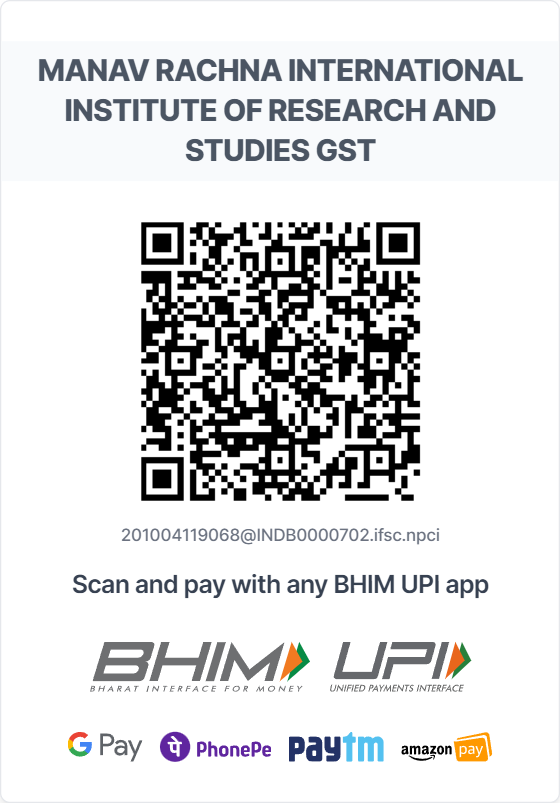 MANAV RACHNA INTERNATIONAL
INSTITUTE OF RESEARCH AND
STUDIES GST
201004119068@INDB0000702.ifsc.npci
Scan and pay with any BHIM UPI app
BHIM UPI
BHARAT INTERFACE FOR MONEY UNIFIED PAYMENTS INTERFACE
G Pay पे PhonePe paytm amazon pay